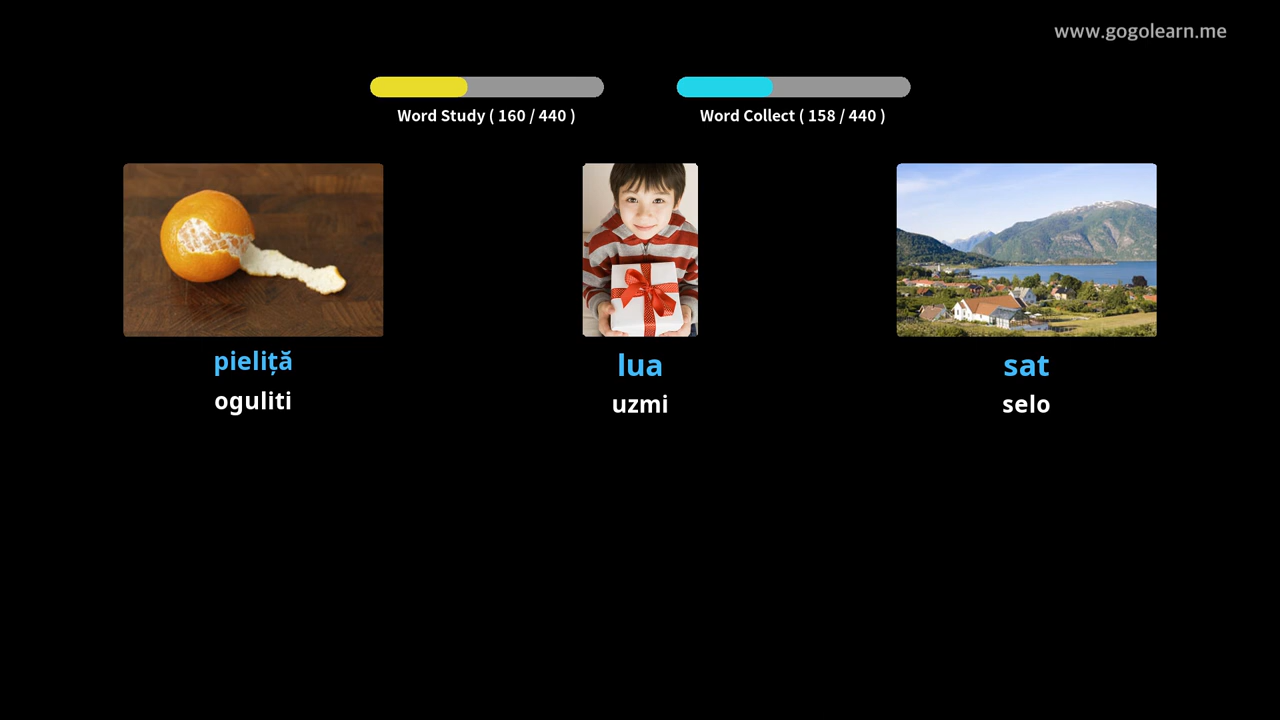 www.gogolearn.me
Word Study ( 160 / 440 )
Word Collect ( 158 / 440 )
pieliță
lua
sat
oguliti
uzmi
selo